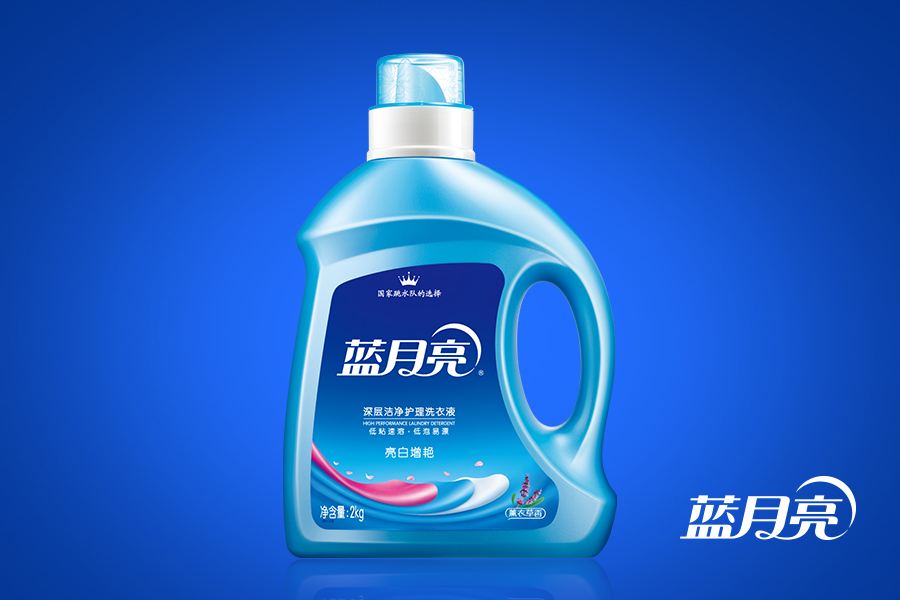 国家跳水队的选择
蓝月亮®
深层洁净护理洗衣液
HIGH PERFORMANCE LAUNDRY DETERGENT
低粘速溶·低泡易漂
亮白增艳
薰衣草香
净含量:2kg
蓝月亮